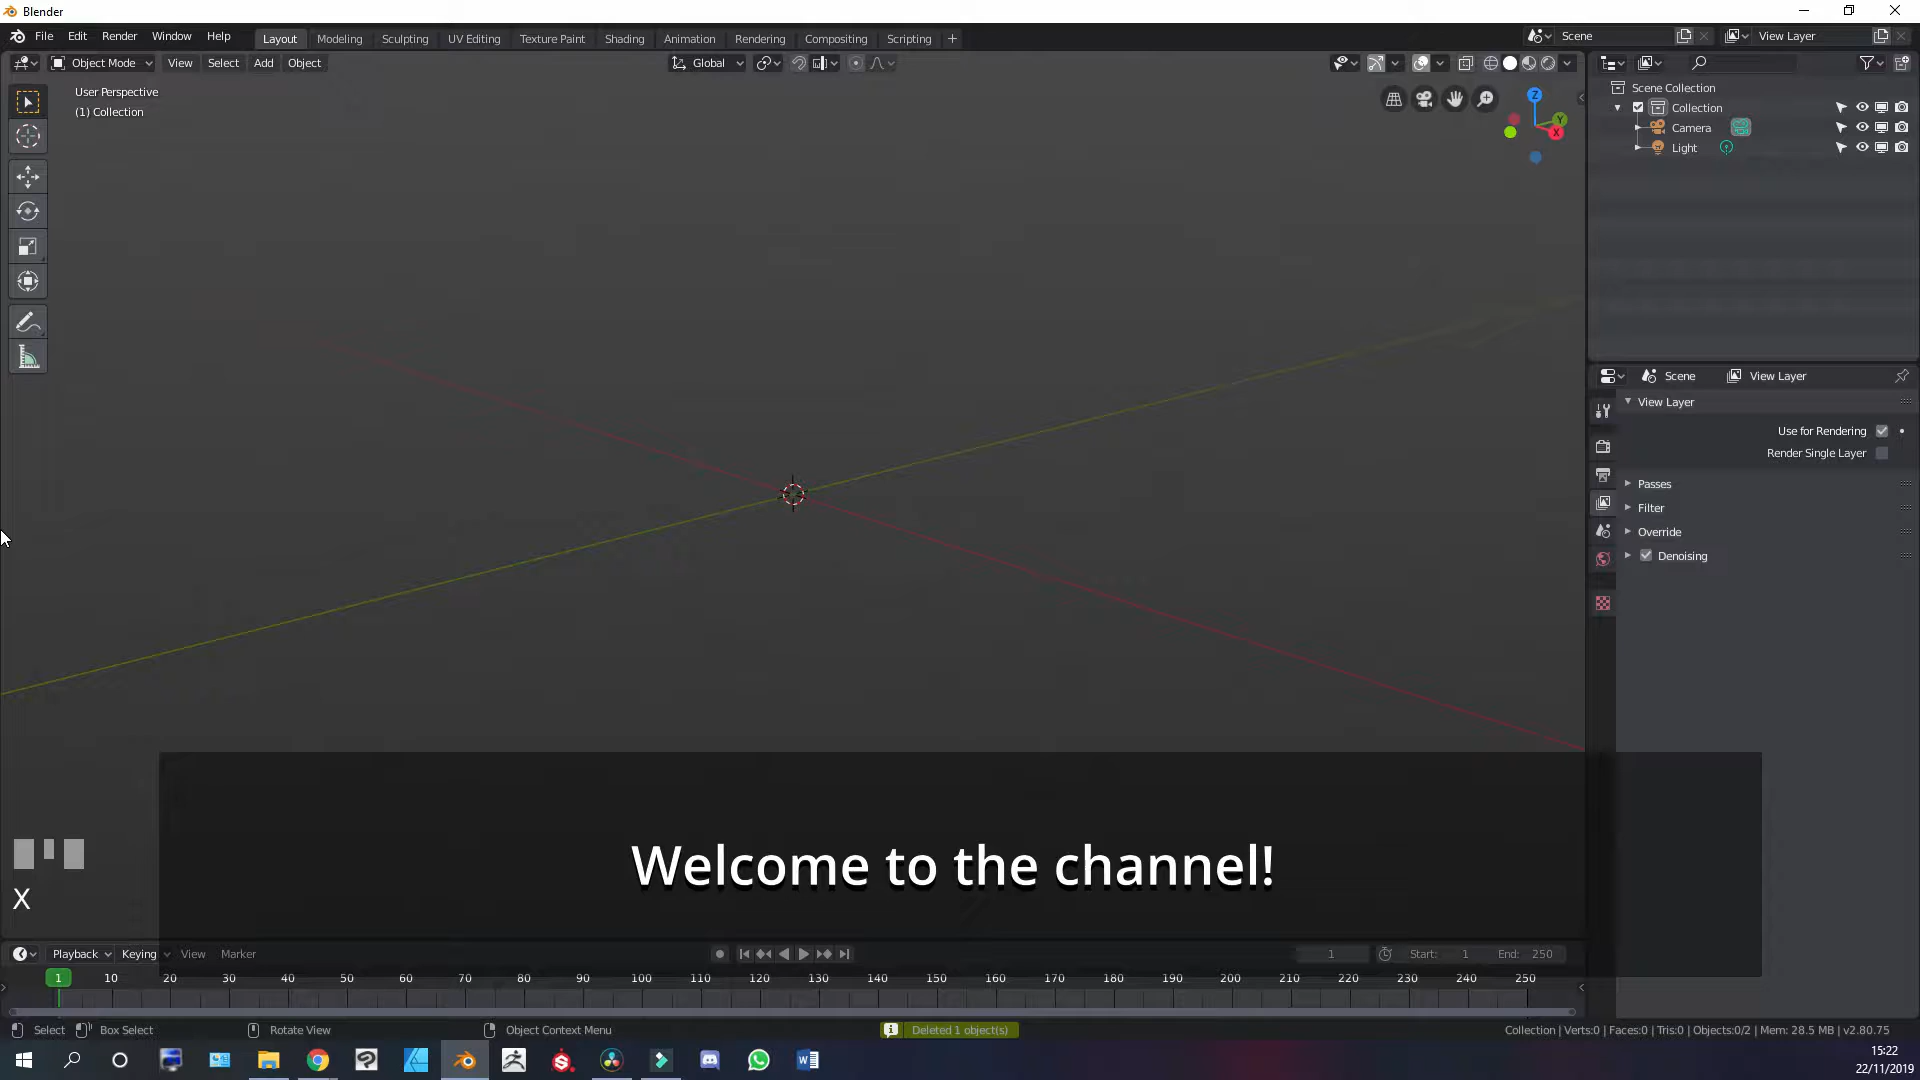 Blender
File Edit Render Window Help
Layout Modeling Sculpting UV Editing Texture Paint Shading Animation Rendering Compositing Scripting +
Scene
View Layer
Object Mode View Select Add Object
Global
User Perspective
(1) Collection
Z
Y
X
Scene Collection
Collection
Camera
Light
Scene View Layer
View Layer
Use for Rendering
Render Single Layer
Passes
Filter
Override
Denoising
Welcome to the channel!
X
Playback Keying View Marker
1 Start: 1 End: 250
1 10 20 30 40 50 60 70 80 90 100 110 120 130 140 150 160 170 180 190 200 210 220 230 240 250
Select Box Select Rotate View Object Context Menu Deleted 1 object(s) Collection | Verts:0 | Faces:0 | Tris:0 | Objects:0/2 | Mem: 28.5 MB | v2.80.75
15:22
22/11/2019